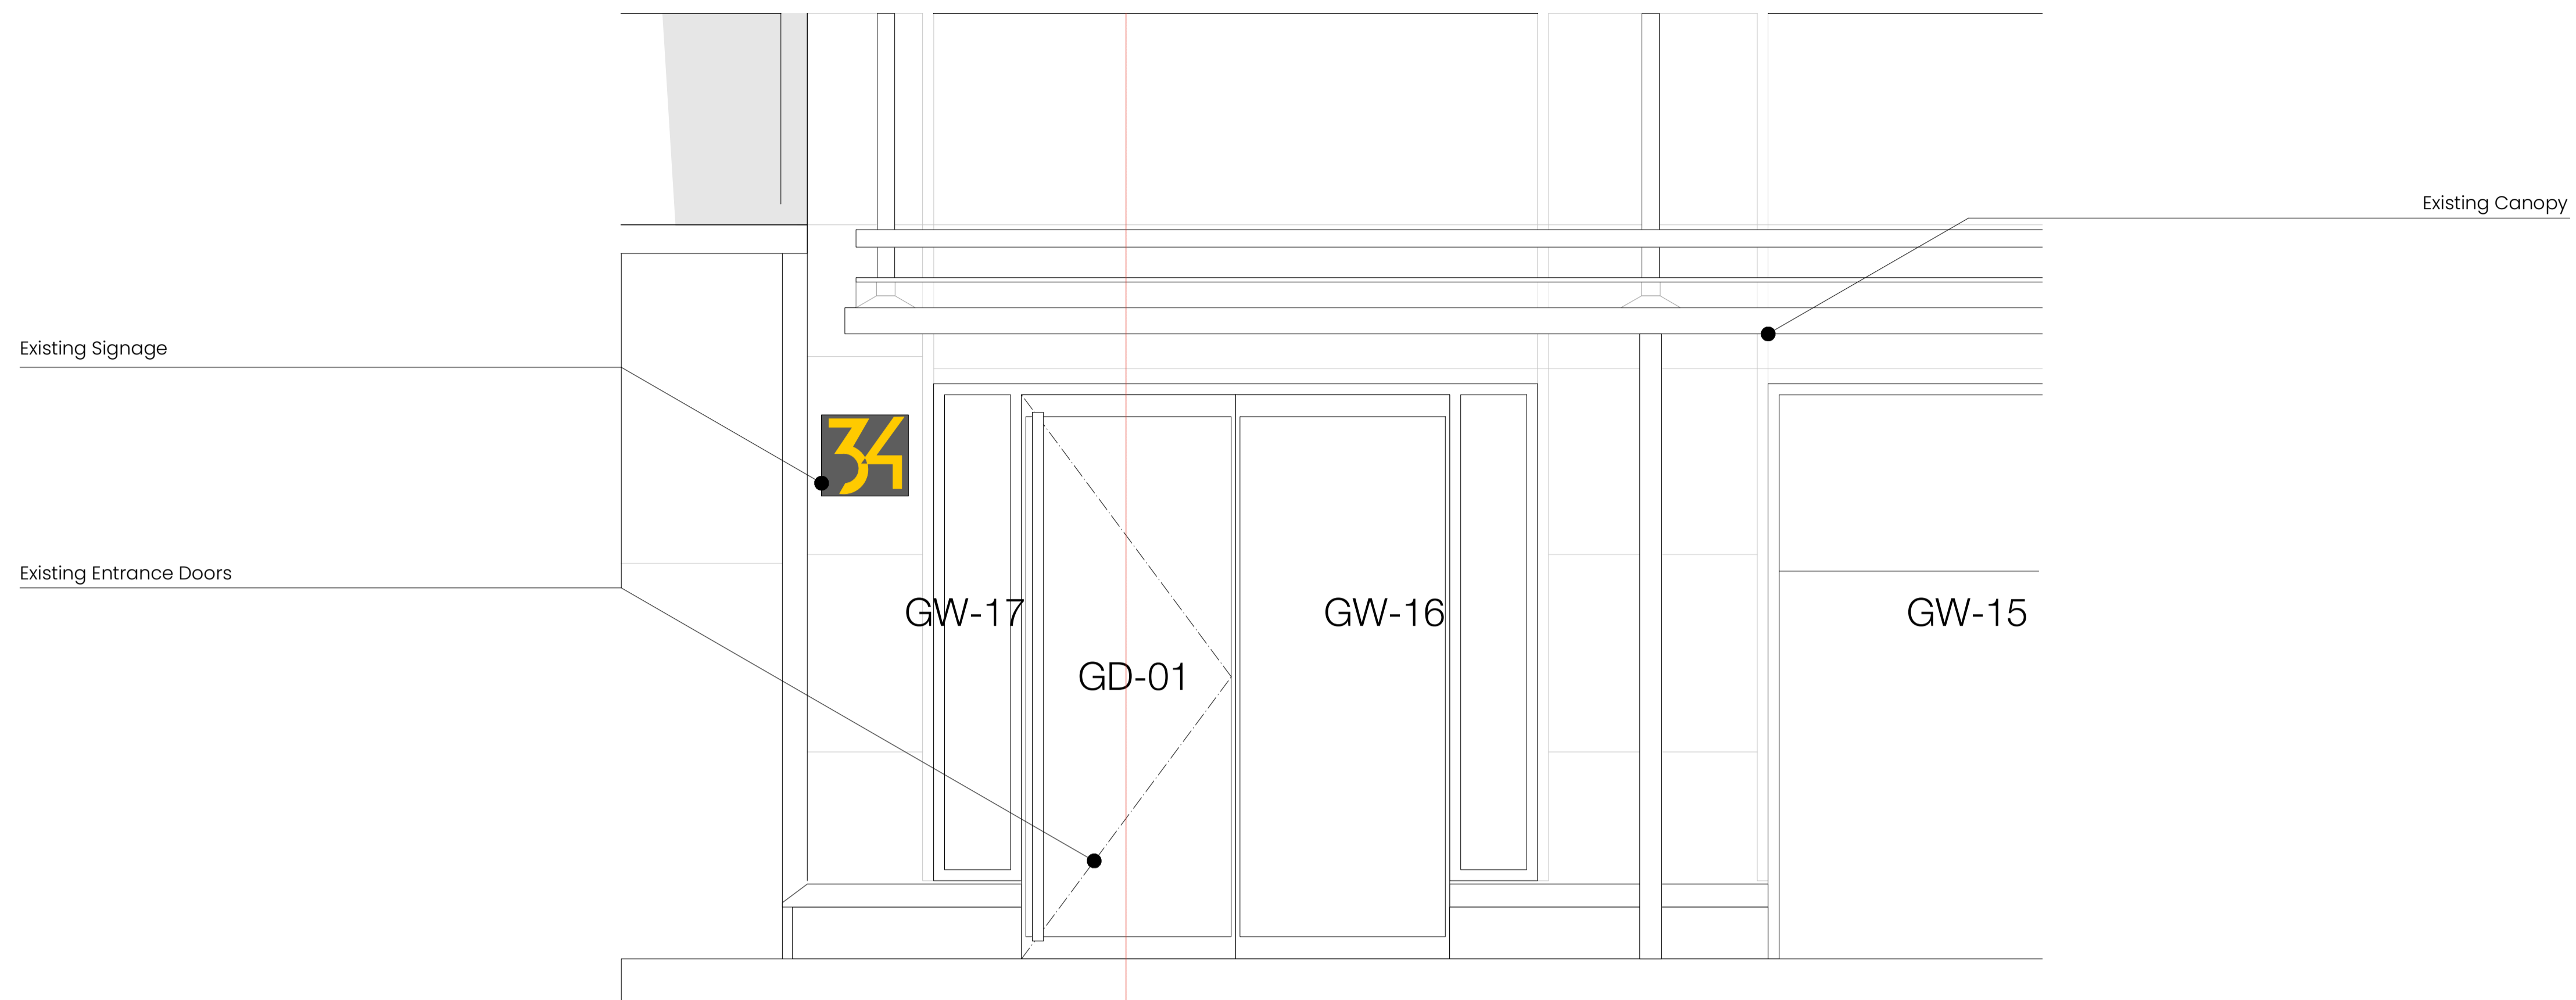 Existing Canopy
Existing Signage
34
Existing Entrance Doors
GW-17
GW-16
GW-15
GD-01